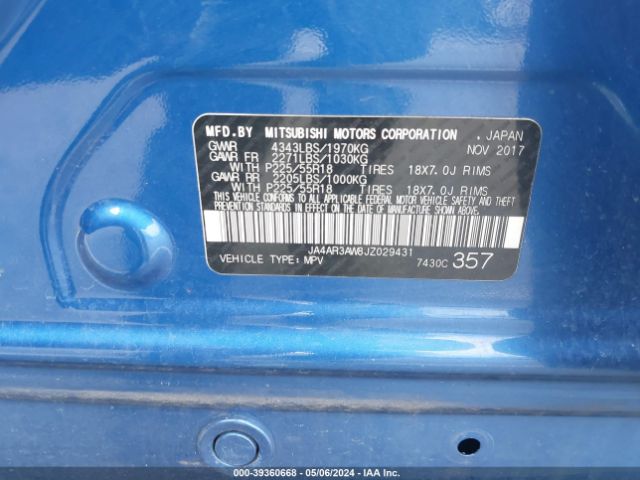 MFD.BY MITSUBISHI MOTORS CORPORATION , JAPAN
GVWR 4343LBS/1970KG NOV 2017
GAWR FR 2271LBS/1030KG
WITH P225/55R18 TIRES 18X7.0J RIMS
GAWR RR 2205LBS/1000KG
WITH P225/55R18 TIRES 18X7.0J RIMS
THIS VEHICLE CONFORMS TO ALL APPLICABLE FEDERAL MOTOR VEHICLE SAFETY, BUMPER, AND THEFT
PREVENTION STANDARDS IN EFFECT ON THE DATE OF MANUFACTURE SHOWN ABOVE.
JA4AR3AW8JZ029431
VEHICLE TYPE: MPV 7430C 357
000-39360668 - 05/06/2024 - IAA Inc.